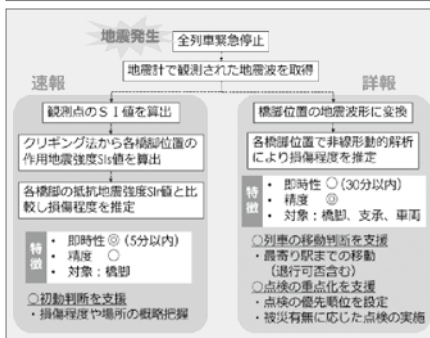 地震発生
全列車緊急停止
地震計で観測された地震波を取得
速報
観測点のＳＩ値を算出
クリギング法から各橋脚位置の
作用地震強度SIs値を算出
各橋脚の抵抗地震強度SIr値と比
較し損傷程度を推定
特徴
・ 即時性 ◎ (5分以内)
・ 精度 ○
・ 対象：橋脚
○初動判断を支援
・損傷程度や場所の概略把握
詳報
橋脚位置の地震波形に変換
各橋脚位置で非線形動的解析
により損傷程度を推定
特徴
・ 即時性 ○ (30分以内)
・ 精度 ◎
・ 対象：橋脚、支承、車両
○列車の移動判断を支援
・最寄り駅までの移動
（退行可否含む）
○点検の重点化を支援
・点検の優先順位を設定
・被災有無に応じた点検の実施